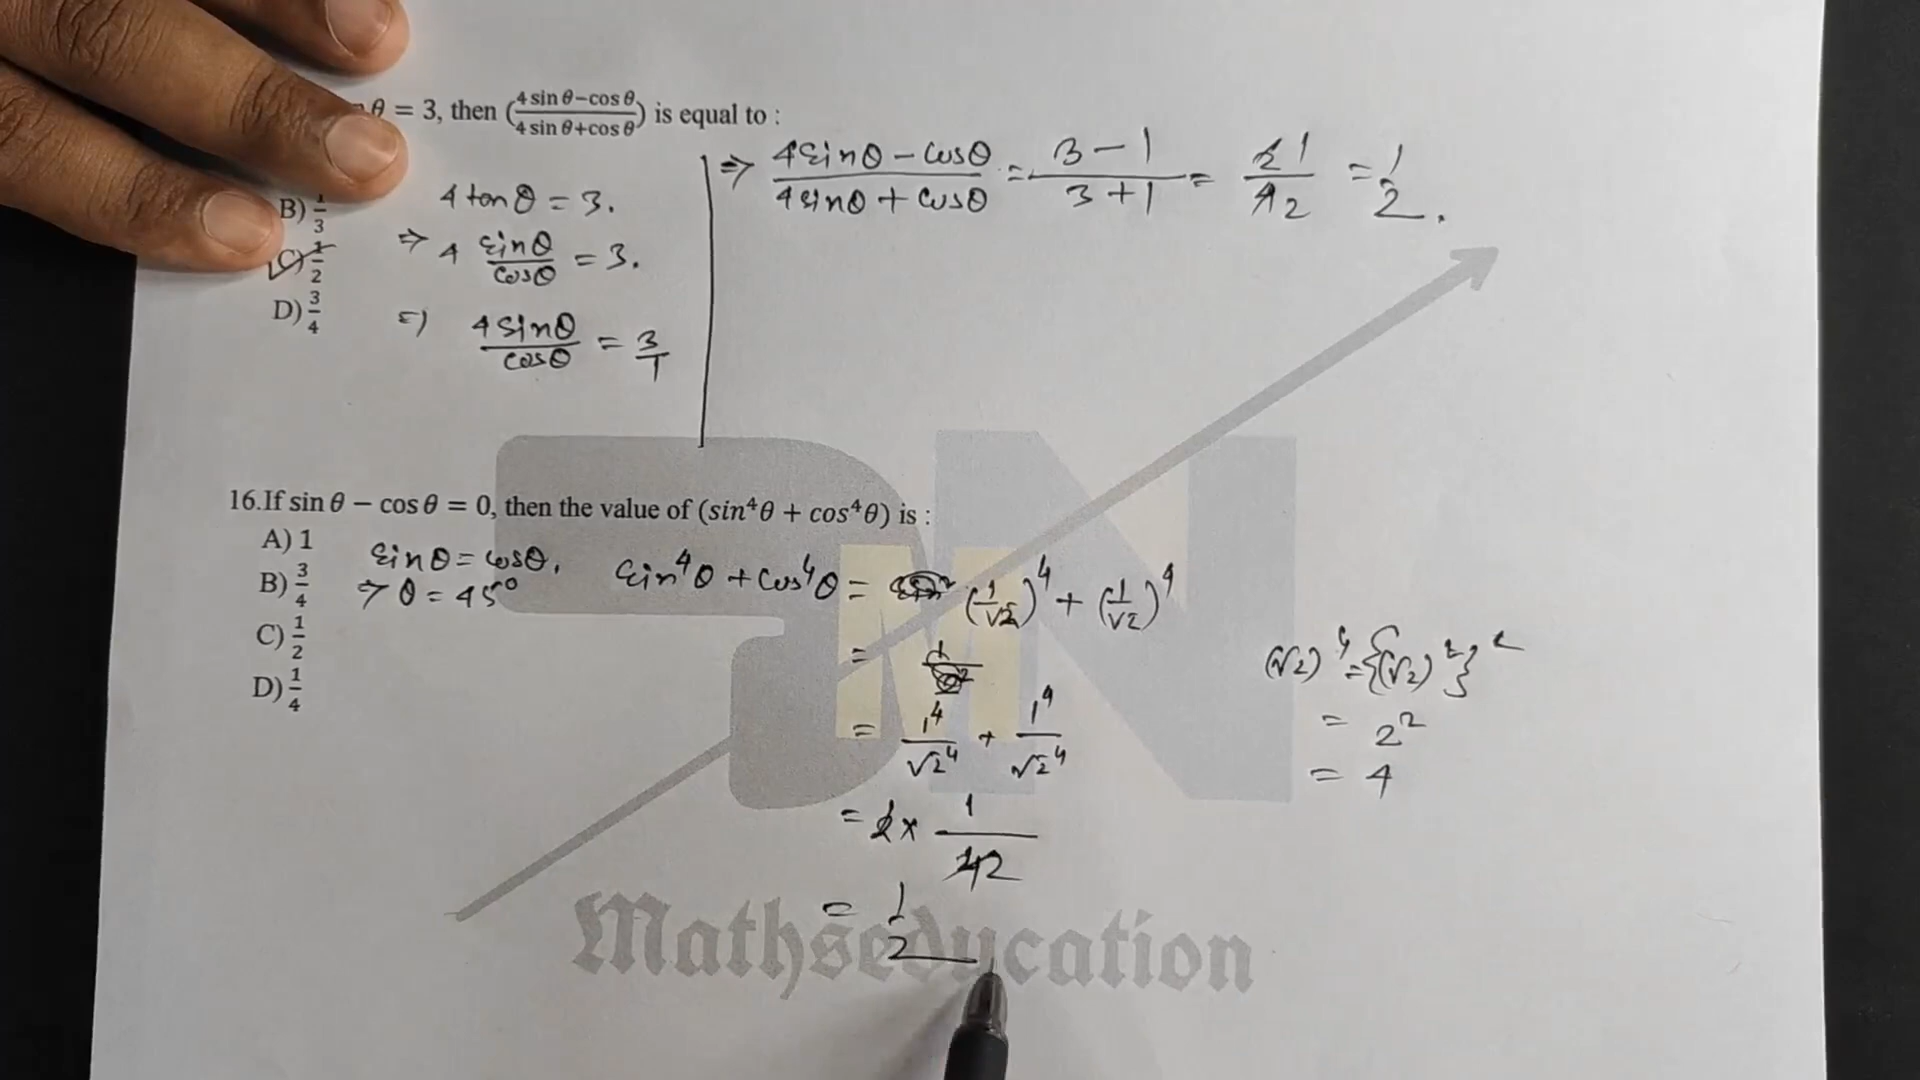 θ = 3, then (4 sin θ−cos θ / 4 sin θ+cos θ) is equal to :
B) 1/3
C) 1/2
D) 3/4
4 tan θ = 3.
⇒ 4 sinθ/cosθ = 3.
⇒ 4 sinθ/cosθ = 3/1
⇒ 4sinθ − cosθ / 4sinθ + cosθ = 3 − 1 / 3 + 1 = 2 1 / 4 2 = 1/2.
16.If sin θ − cos θ = 0, then the value of (sin⁴θ + cos⁴θ) is :
A) 1
B) 3/4
C) 1/2
D) 1/4
sinθ = cosθ,
⇒ θ = 45°
sin⁴θ + cos⁴θ = (1/√2)⁴ + (1/√2)⁴
=
= 1⁴/√2⁴ + 1⁴/√2⁴
= 2 × 1 / 4 2
= 1/2
(√2)⁴ = {(√2)²}²
= 2²
= 4
Mathseducation